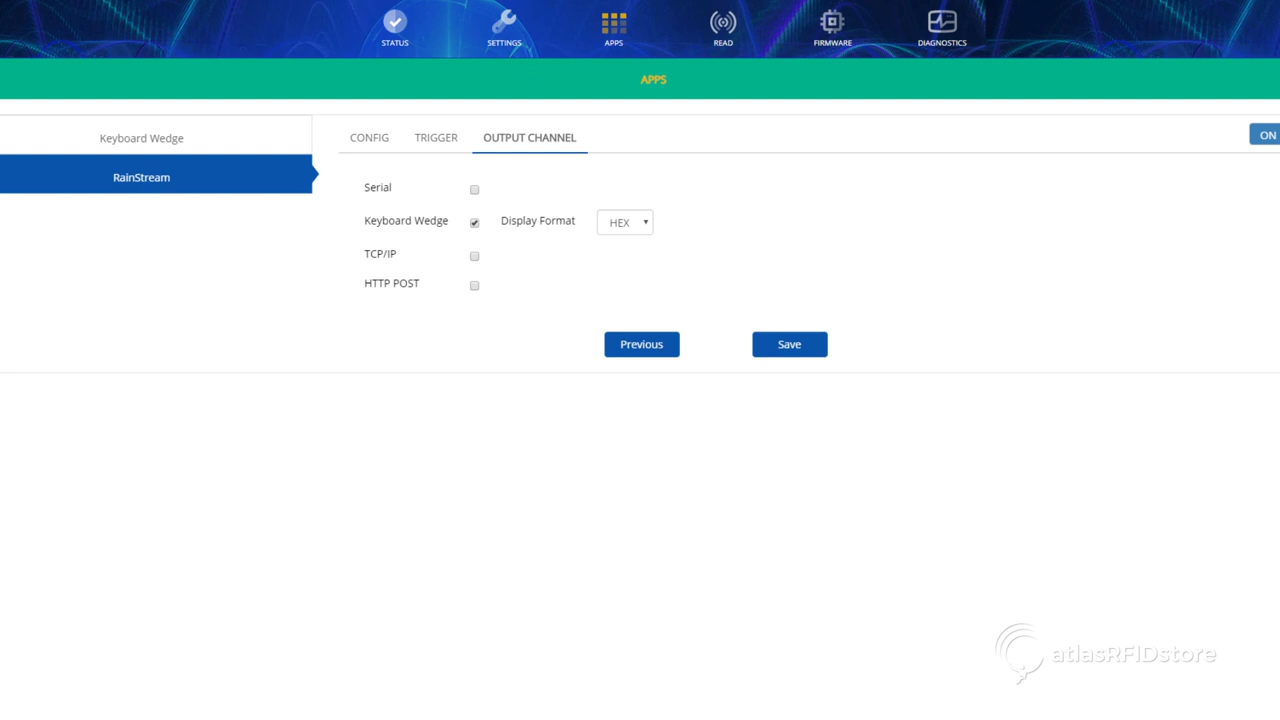 STATUS SETTINGS APPS READ FIRMWARE DIAGNOSTICS
APPS
Keyboard Wedge
RainStream
CONFIG TRIGGER OUTPUT CHANNEL ON
Serial
Keyboard Wedge Display Format HEX
TCP/IP
HTTP POST
Previous Save
atlasRFIDstore